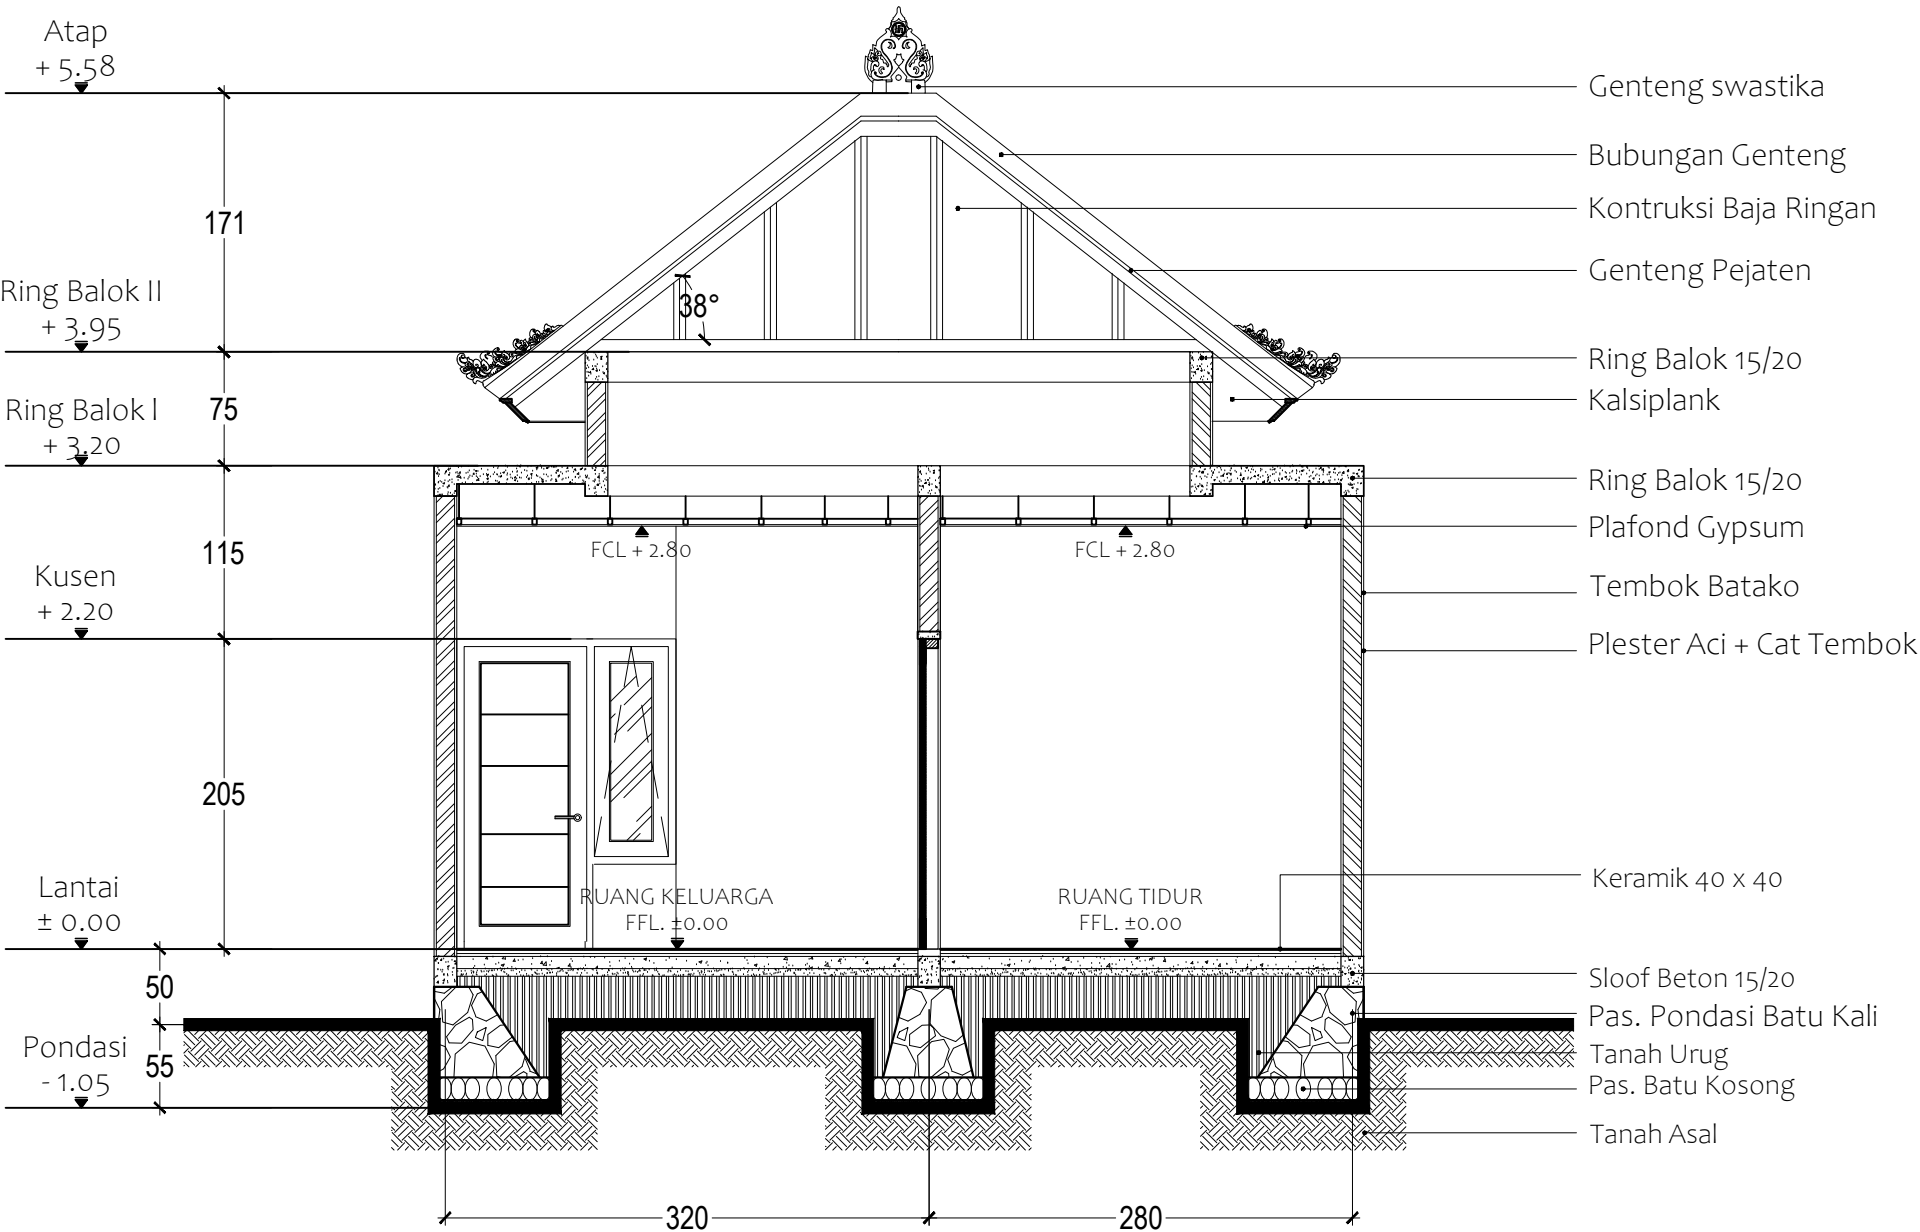 Atap
+ 5.58
171
Ring Balok II
+ 3.95
75
Ring Balok I
+ 3.20
115
Kusen
+ 2.20
205
Lantai
± 0.00
50
Pondasi
- 1.05
55
38°
FCL + 2.80
FCL + 2.80
RUANG KELUARGA
FFL. ±0.00
RUANG TIDUR
FFL. ±0.00
320
280
Genteng swastika
Bubungan Genteng
Kontruksi Baja Ringan
Genteng Pejaten
Ring Balok 15/20
Kalsiplank
Ring Balok 15/20
Plafond Gypsum
Tembok Batako
Plester Aci + Cat Tembok
Keramik 40 x 40
Sloof Beton 15/20
Pas. Pondasi Batu Kali
Tanah Urug
Pas. Batu Kosong
Tanah Asal